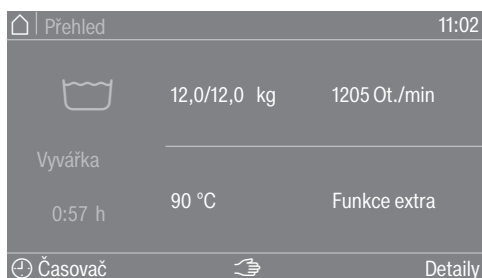 Přehled 11:02
12,0/12,0 kg 1205 Ot./min
Vyvářka
0:57 h
90 °C Funkce extra
Časovač Detaily